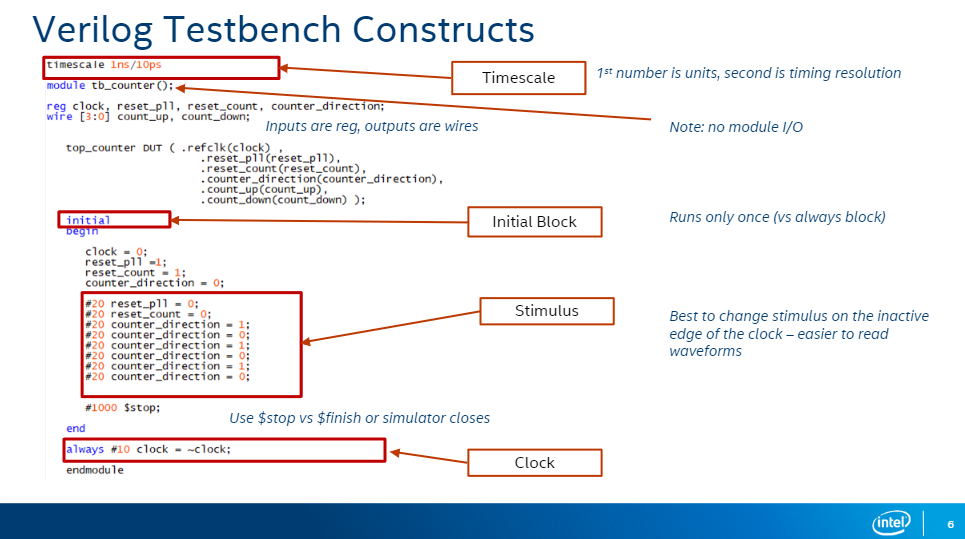 Verilog Testbench Constructs
timescale 1ns/10ps
Timescale
1st number is units, second is timing resolution
module tb_counter();
reg clock, reset_pll, reset_count, counter_direction;
wire [3:0] count_up, count_down;
Inputs are reg, outputs are wires
Note: no module I/O
top_counter DUT ( .refclk(clock) ,
.reset_pll(reset_pll),
.reset_count(reset_count),
.counter_direction(counter_direction),
.count_up(count_up),
.count_down(count_down) );
initial
Initial Block
Runs only once (vs always block)
begin
clock = 0;
reset_pll =1;
reset_count = 1;
counter_direction = 0;
#20 reset_pll = 0;
#20 reset_count = 0;
#20 counter_direction = 1;
#20 counter_direction = 0;
#20 counter_direction = 1;
#20 counter_direction = 0;
#20 counter_direction = 1;
#20 counter_direction = 0;
Stimulus
Best to change stimulus on the inactive
edge of the clock – easier to read
waveforms
#1000 $stop;
Use $stop vs $finish or simulator closes
end
always #10 clock = ~clock;
Clock
endmodule
intel
6